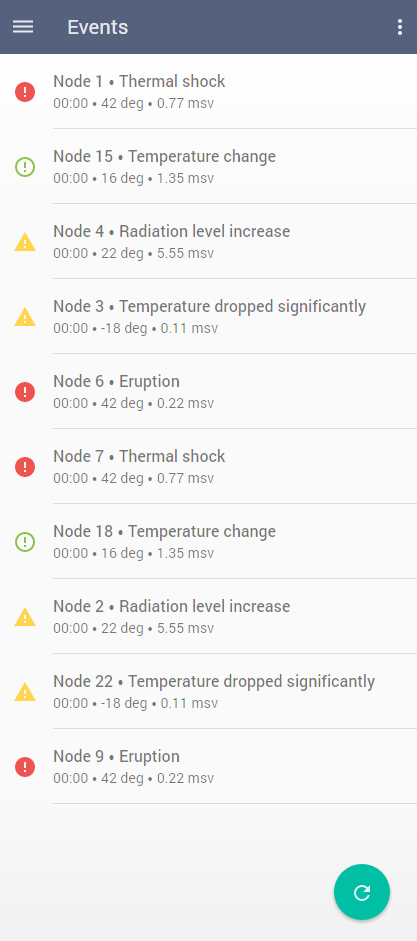 Events
Node 1 • Thermal shock
00:00 • 42 deg • 0.77 msv
Node 15 • Temperature change
00:00 • 16 deg • 1.35 msv
Node 4 • Radiation level increase
00:00 • 22 deg • 5.55 msv
Node 3 • Temperature dropped significantly
00:00 • -18 deg • 0.11 msv
Node 6 • Eruption
00:00 • 42 deg • 0.22 msv
Node 7 • Thermal shock
00:00 • 42 deg • 0.77 msv
Node 18 • Temperature change
00:00 • 16 deg • 1.35 msv
Node 2 • Radiation level increase
00:00 • 22 deg • 5.55 msv
Node 22 • Temperature dropped significantly
00:00 • -18 deg • 0.11 msv
Node 9 • Eruption
00:00 • 42 deg • 0.22 msv